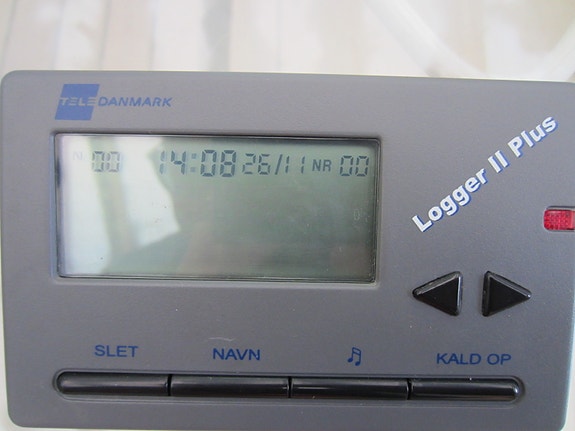 TELEDANMARK
00 14:08 26/11 NR 00
Logger II Plus
SLET NAVN KALD OP